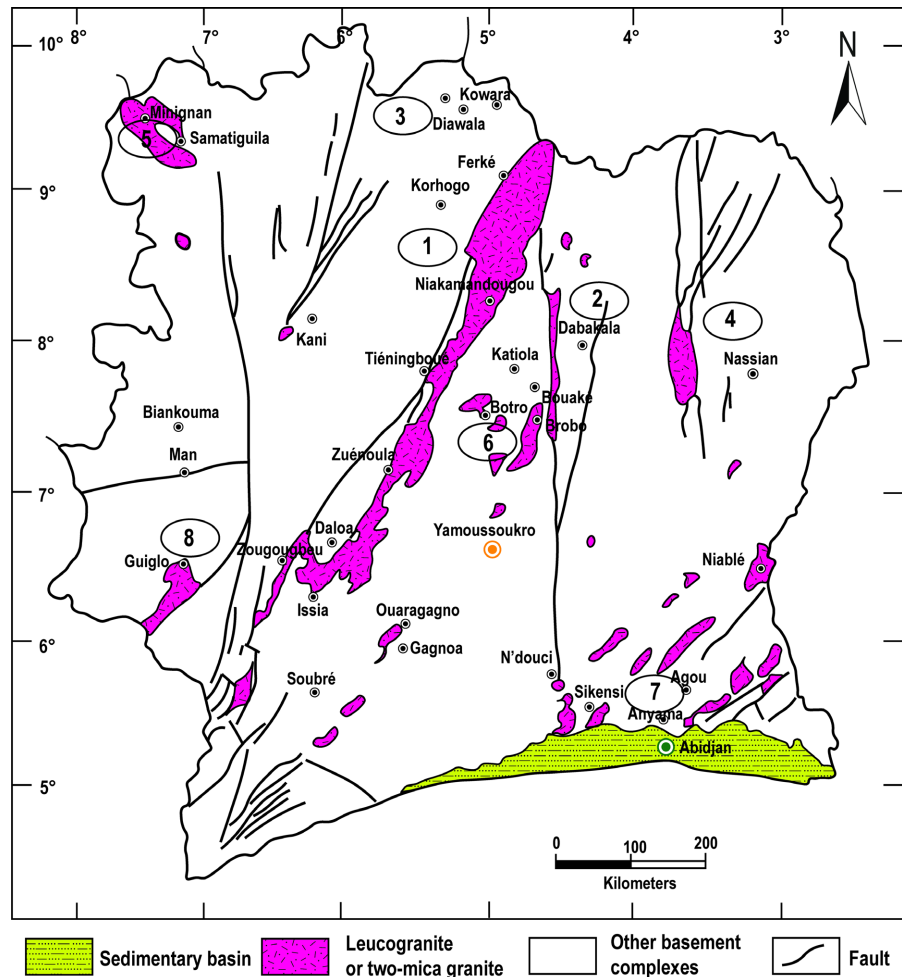 8° 7° 6° 5° 4° 3°
10°
N
Kowara
Minignan
3
Diawala
5
Samatiguila
Ferké
9°
Korhogo
1
Niakamandougou
2
Dabakala
4
8°
Kani
Tiéningboué
Katiola
Nassian
Bouaké
Biankouma
Botro
Brobo
6
Man
Zuénoula
7°
Daloa
Yamoussokro
8
Zougougbeu
Guiglo
Niablé
Issia
Ouaragagno
6°
Gagnoa
N'douci
Soubré
7
Agou
Sikensi
Anyama
Abidjan
5°
0 100 200
Kilometers
Sedimentary basin
Leucogranite
or two-mica granite
Other basement
complexes
Fault